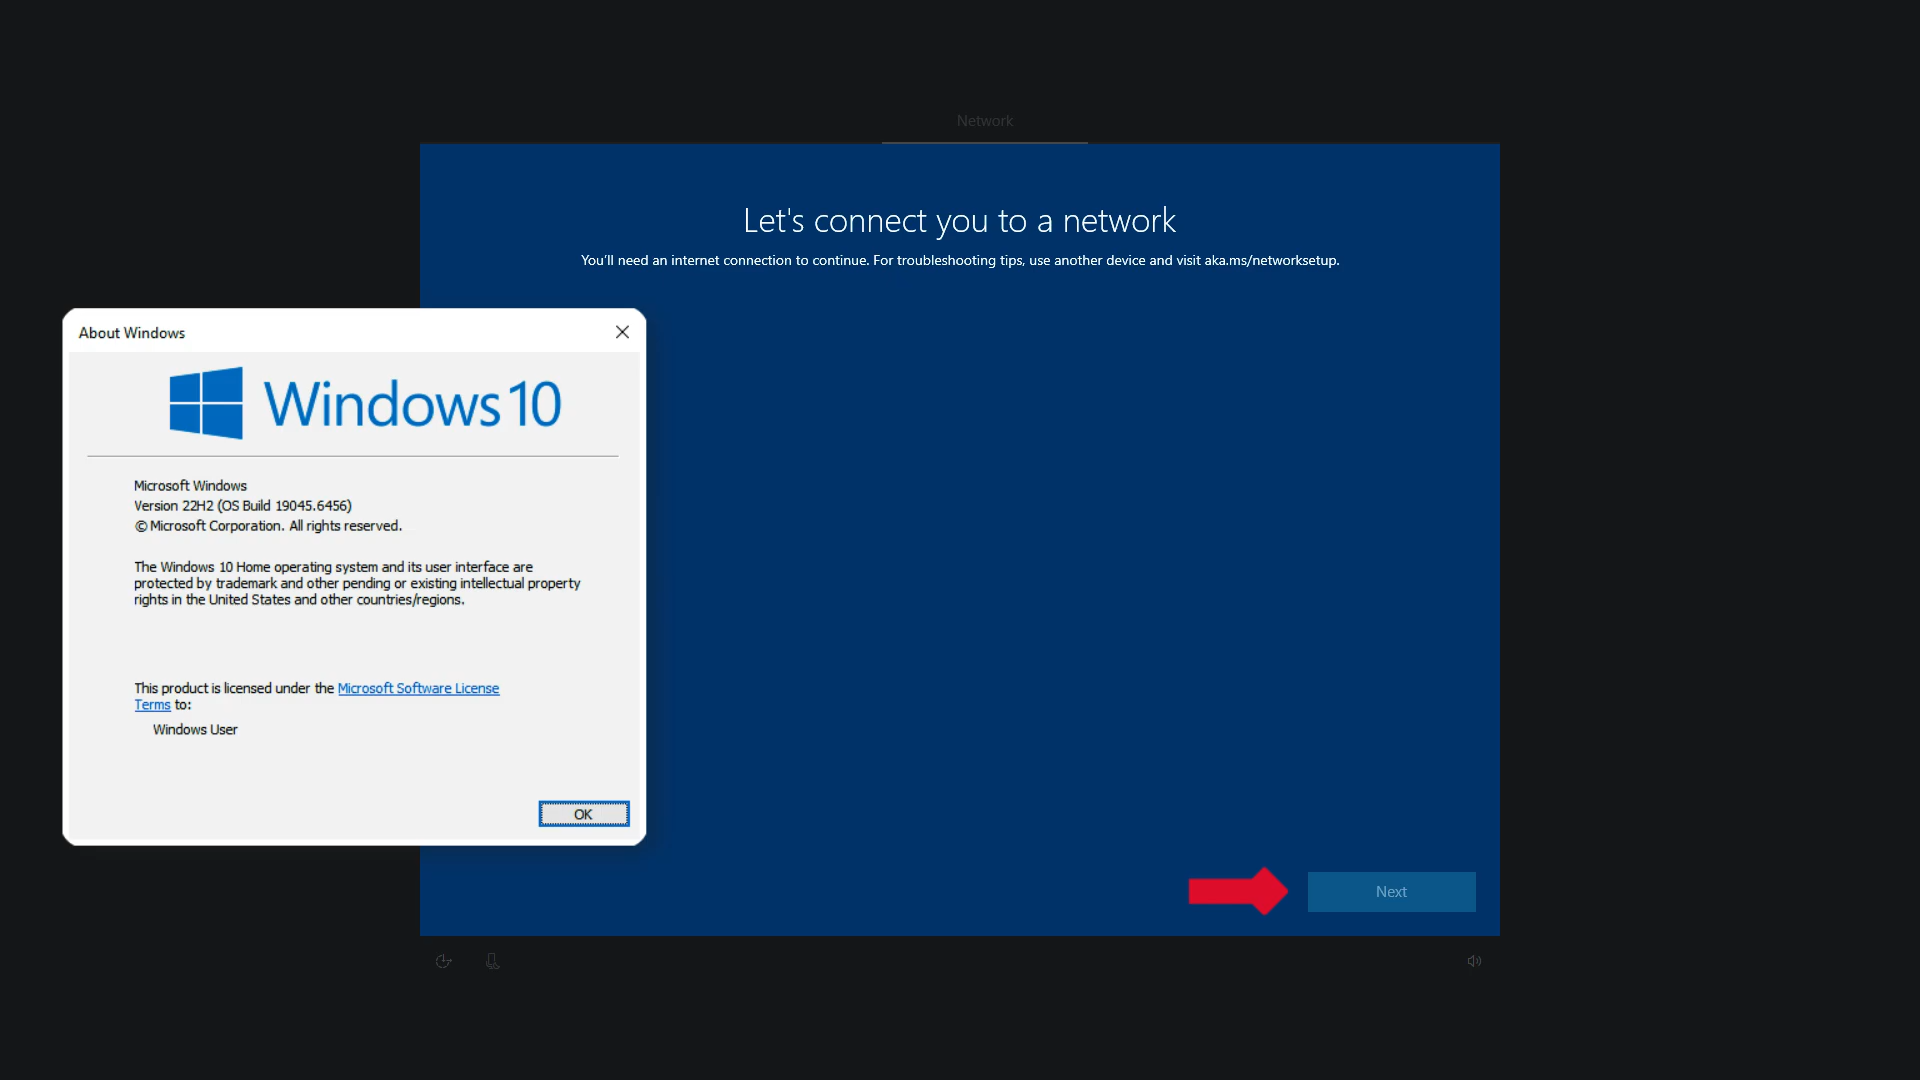 Network
Let's connect you to a network
You'll need an internet connection to continue. For troubleshooting tips, use another device and visit aka.ms/networksetup.
About Windows
Windows 10
Microsoft Windows
Version 22H2 (OS Build 19045.6456)
© Microsoft Corporation. All rights reserved.
The Windows 10 Home operating system and its user interface are
protected by trademark and other pending or existing intellectual property
rights in the United States and other countries/regions.
This product is licensed under the Microsoft Software License
Terms to:
Windows User
OK
Next